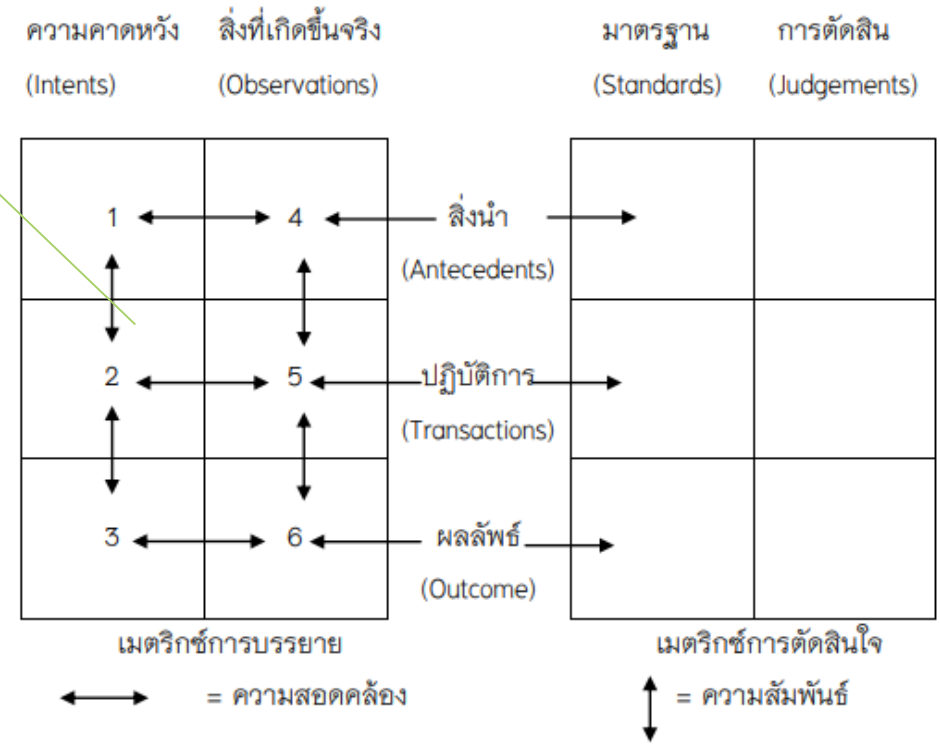 ความคาดหวัง สิ่งที่เกิดขึ้นจริง มาตรฐาน การตัดสิน
(Intents) (Observations) (Standards) (Judgements)
1 4 สิ่งนำ
(Antecedents)
2 5 ปฏิบัติการ
(Transactions)
3 6 ผลลัพธ์
(Outcome)
เมตริกซ์การบรรยาย เมตริกซ์การตัดสินใจ
= ความสอดคล้อง = ความสัมพันธ์